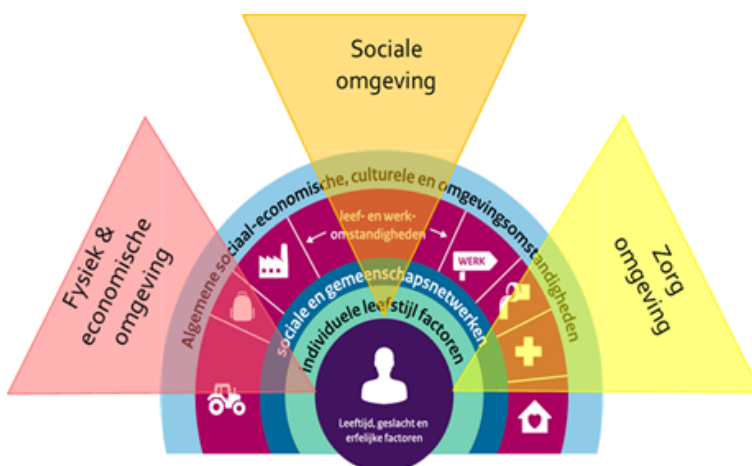 Sociale
omgeving
Fysiek &
economische
omgeving
Zorg
omgeving
Algemene sociaal-economische, culturele en omgevingsomstandigheden
leef- en werk-
omstandigheden
WERK
sociale en gemeenschapsnetwerken
individuele leefstijl factoren
Leeftijd, geslacht en
erfelijke factoren